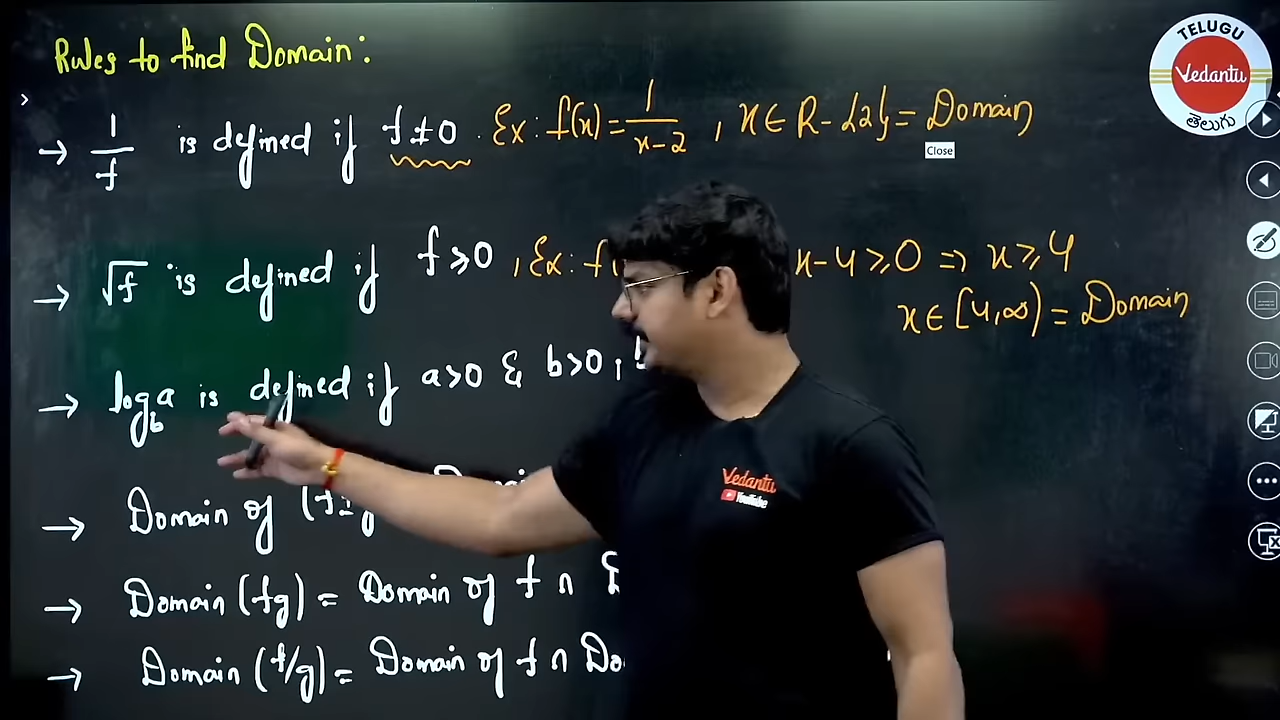 Rules to find Domain:
→ 1/f is defined if f≠0. Ex: f(x)=1/(x-2), x∈R-{2}=Domain
Close
→ √f is defined if f≥0, Ex: f( x-4≥0 ⇒ x≥4
x∈[4,∞)=Domain
→ log_b a is defined if a>0 & b>0,
→ Domain of (f±g
→ Domain (fg) = Domain of f ∩
→ Domain (f/g)= Domain of f ∩ Do
TELUGU
Vedantu
తెలుగు
Vedantu
YouTube